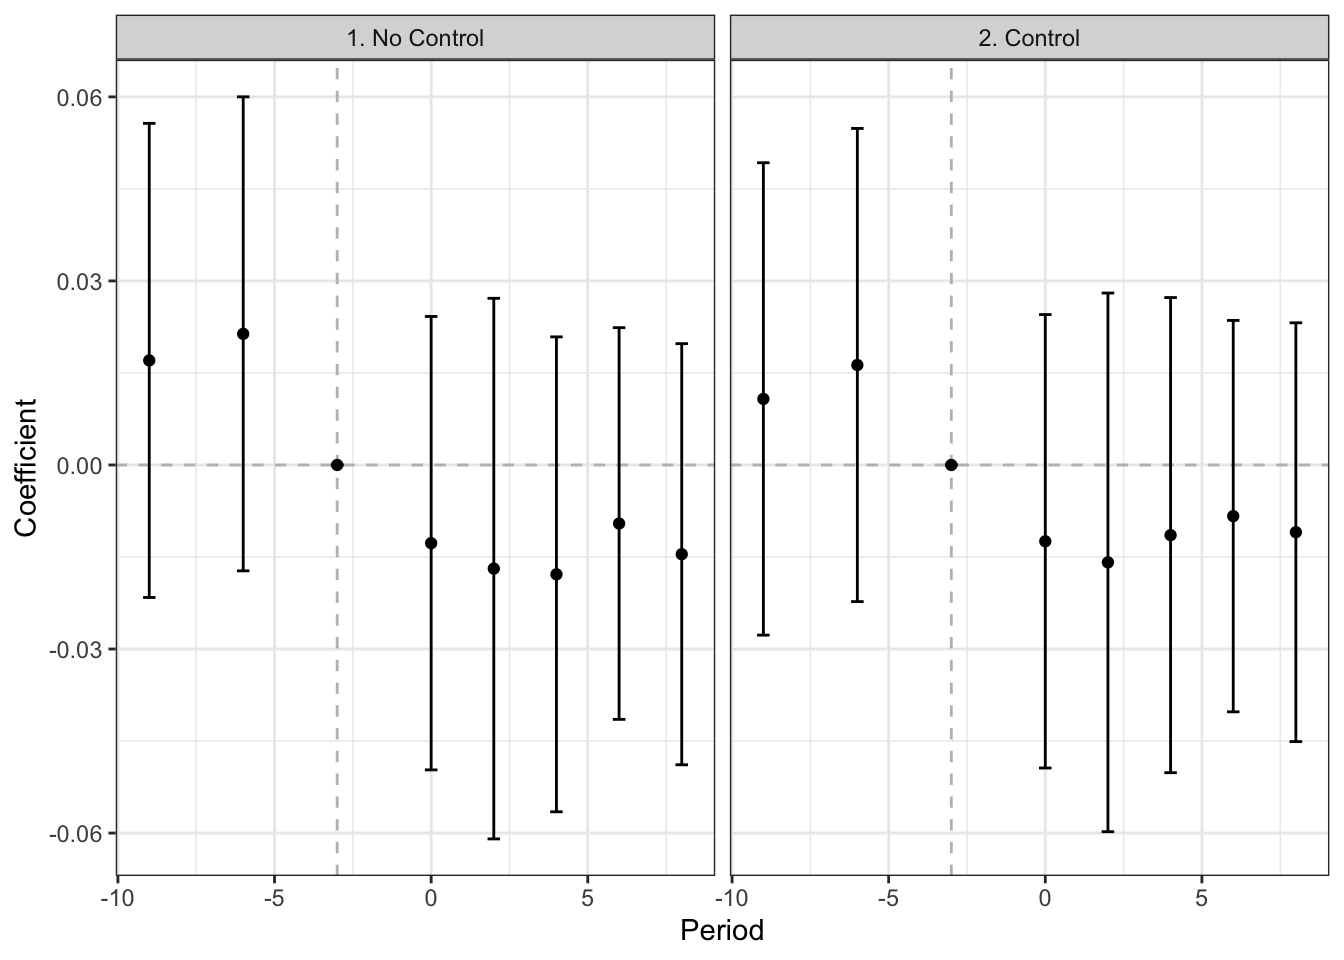 1. No Control
2. Control
0.06
0.03
0.00
-0.03
-0.06
Coefficient
-10 -5 0 5
-10 -5 0 5
Period